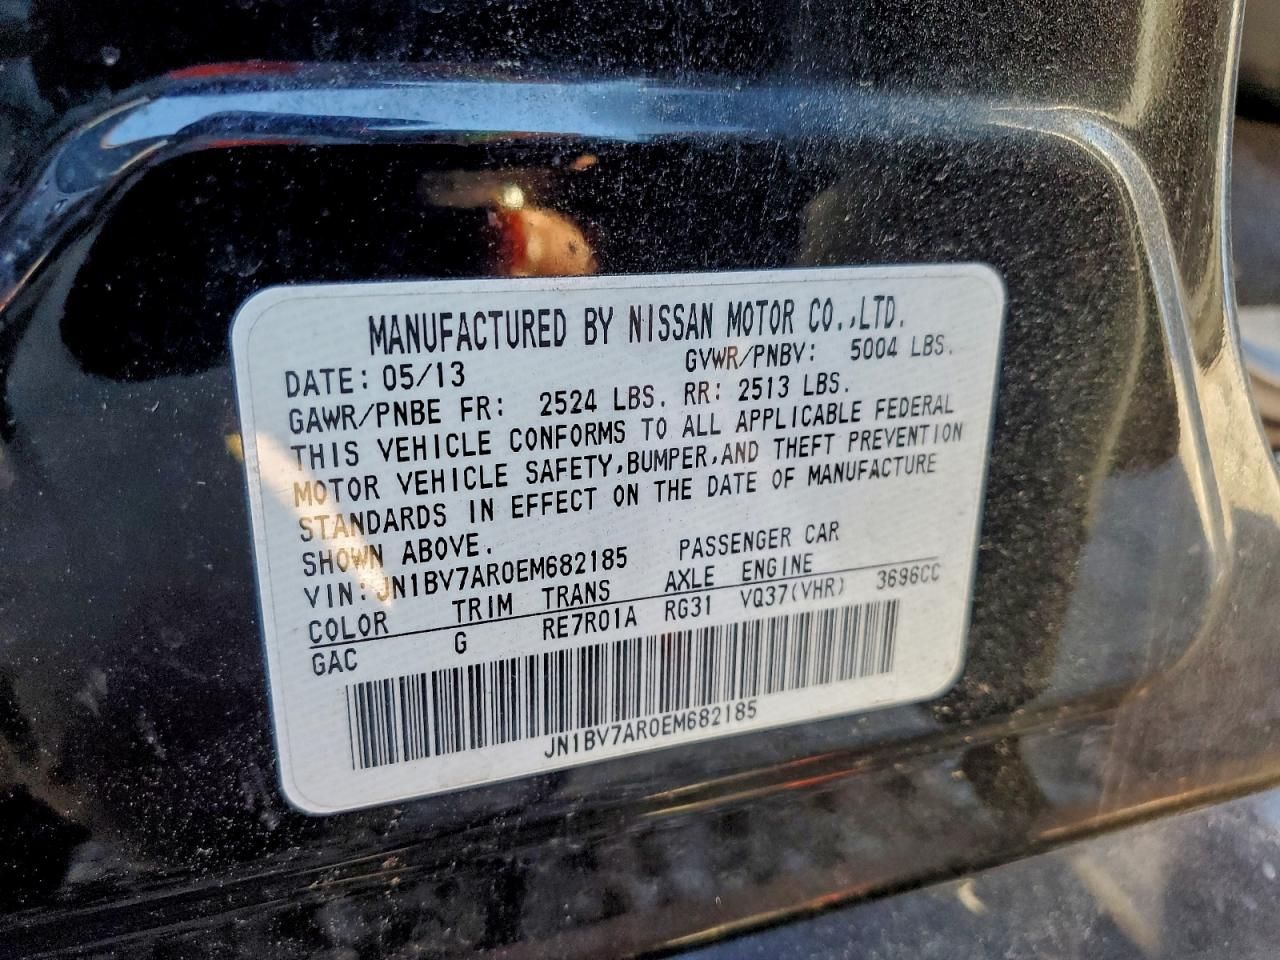 MANUFACTURED BY NISSAN MOTOR CO.,LTD.
DATE: 05/13 GVWR/PNBV: 5004 LBS.
GAWR/PNBE FR: 2524 LBS. RR: 2513 LBS.
THIS VEHICLE CONFORMS TO ALL APPLICABLE FEDERAL
MOTOR VEHICLE SAFETY,BUMPER,AND THEFT PREVENTION
STANDARDS IN EFFECT ON THE DATE OF MANUFACTURE
SHOWN ABOVE.
VIN: JN1BV7AR0EM682185 PASSENGER CAR
COLOR TRIM TRANS AXLE ENGINE
GAC G RE7R01A RG31 VQ37(VHR) 3696CC
JN1BV7AR0EM682185